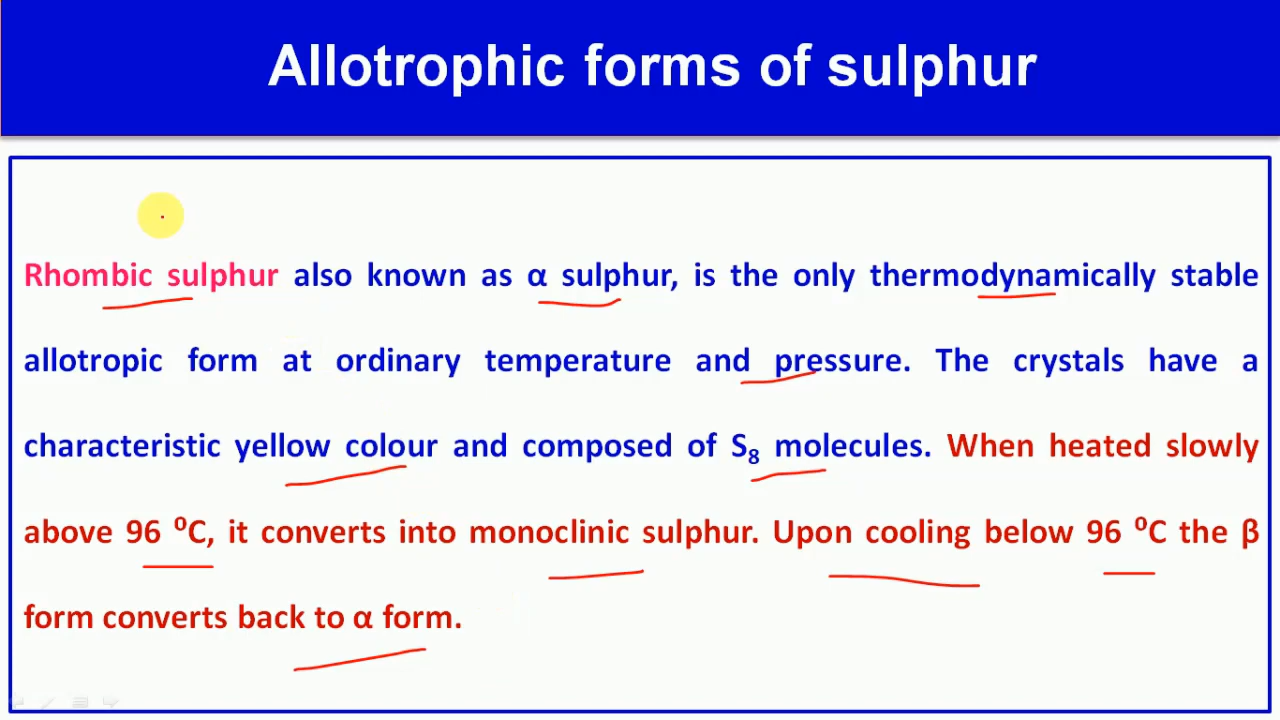 Allotrophic forms of sulphur
Rhombic sulphur also known as α sulphur, is the only thermodynamically stable
allotropic form at ordinary temperature and pressure. The crystals have a
characteristic yellow colour and composed of S₈ molecules. When heated slowly
above 96 ⁰C, it converts into monoclinic sulphur. Upon cooling below 96 ⁰C the β
form converts back to α form.